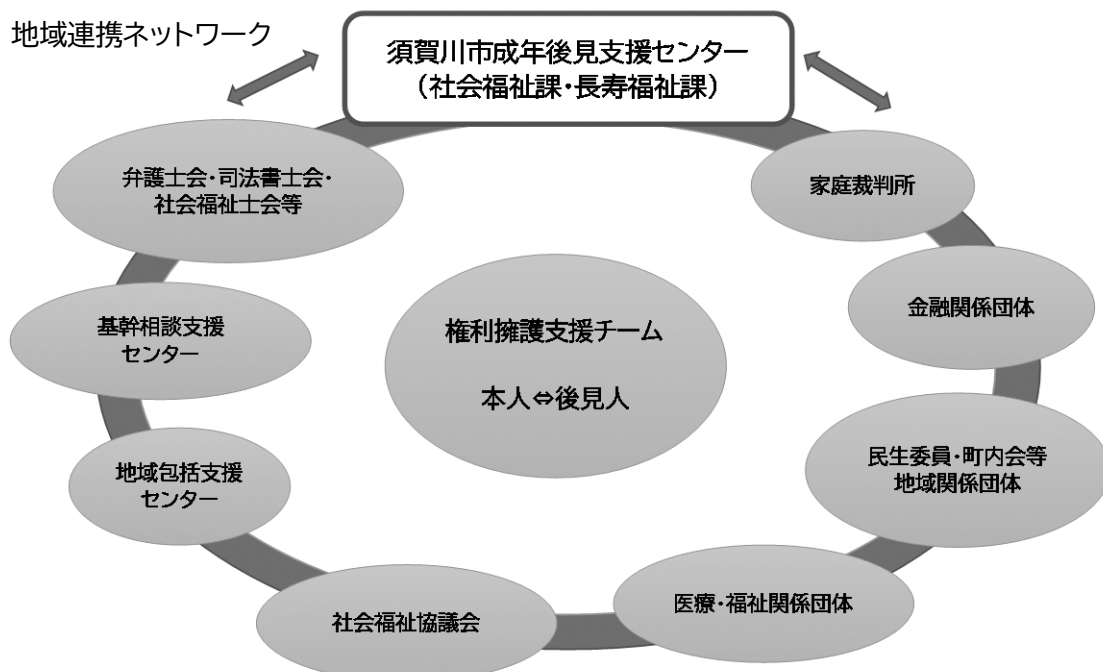 地域連携ネットワーク
須賀川市成年後見支援センター
（社会福祉課・長寿福祉課）
弁護士会・司法書士会・
社会福祉士会等
家庭裁判所
金融関係団体
基幹相談支援
センター
権利擁護支援チーム
本人⇔後見人
民生委員・町内会等
地域関係団体
地域包括支援
センター
医療・福祉関係団体
社会福祉協議会